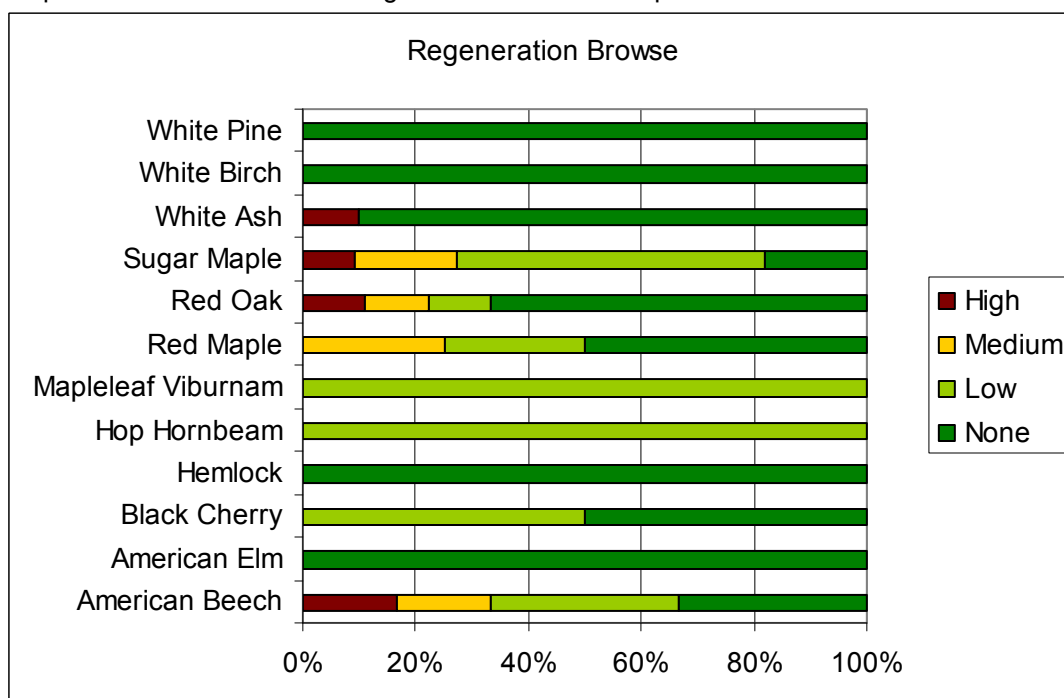 Regeneration Browse
White Pine
White Birch
White Ash
Sugar Maple
Red Oak
Red Maple
Mapleleaf Viburnam
Hop Hornbeam
Hemlock
Black Cherry
American Elm
American Beech
0% 20% 40% 60% 80% 100%
High
Medium
Low
None